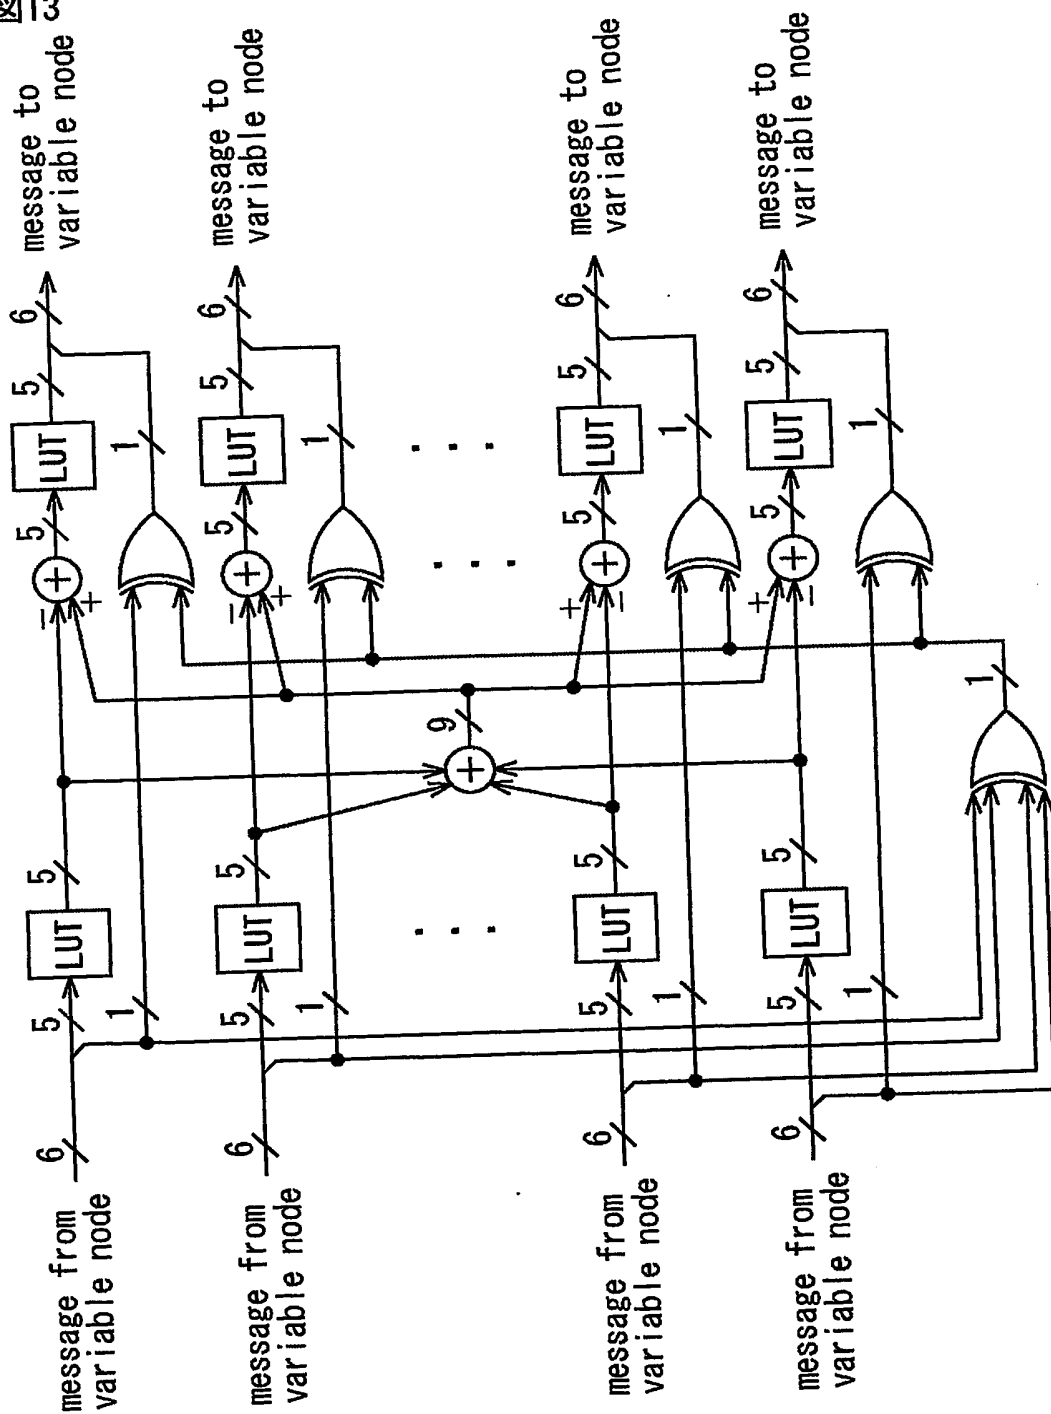 図13
message to
variable node
message to
variable node
message to
variable node
message to
variable node
6
6
6
6
5
5
5
5
LUT
LUT
LUT
LUT
1
1
1
1
5
5
5
5
+
+
+
+
−
+
−
+
+
−
+
−
9
1
+
5
5
5
5
LUT
LUT
LUT
LUT
5
1
5
1
5
1
5
1
6
6
6
6
message from
variable node
message from
variable node
message from
variable node
message from
variable node